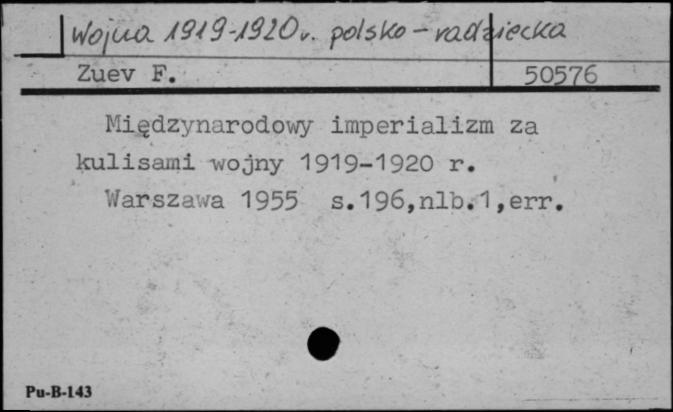 Wojna 1919-1920 r. polsko-radziecka
Zuev F. 50576
Międzynarodowy imperializm za
kulisami wojny 1919-1920 r.
Warszawa 1955 s.196,nlb.1,err.
Pu-B-143